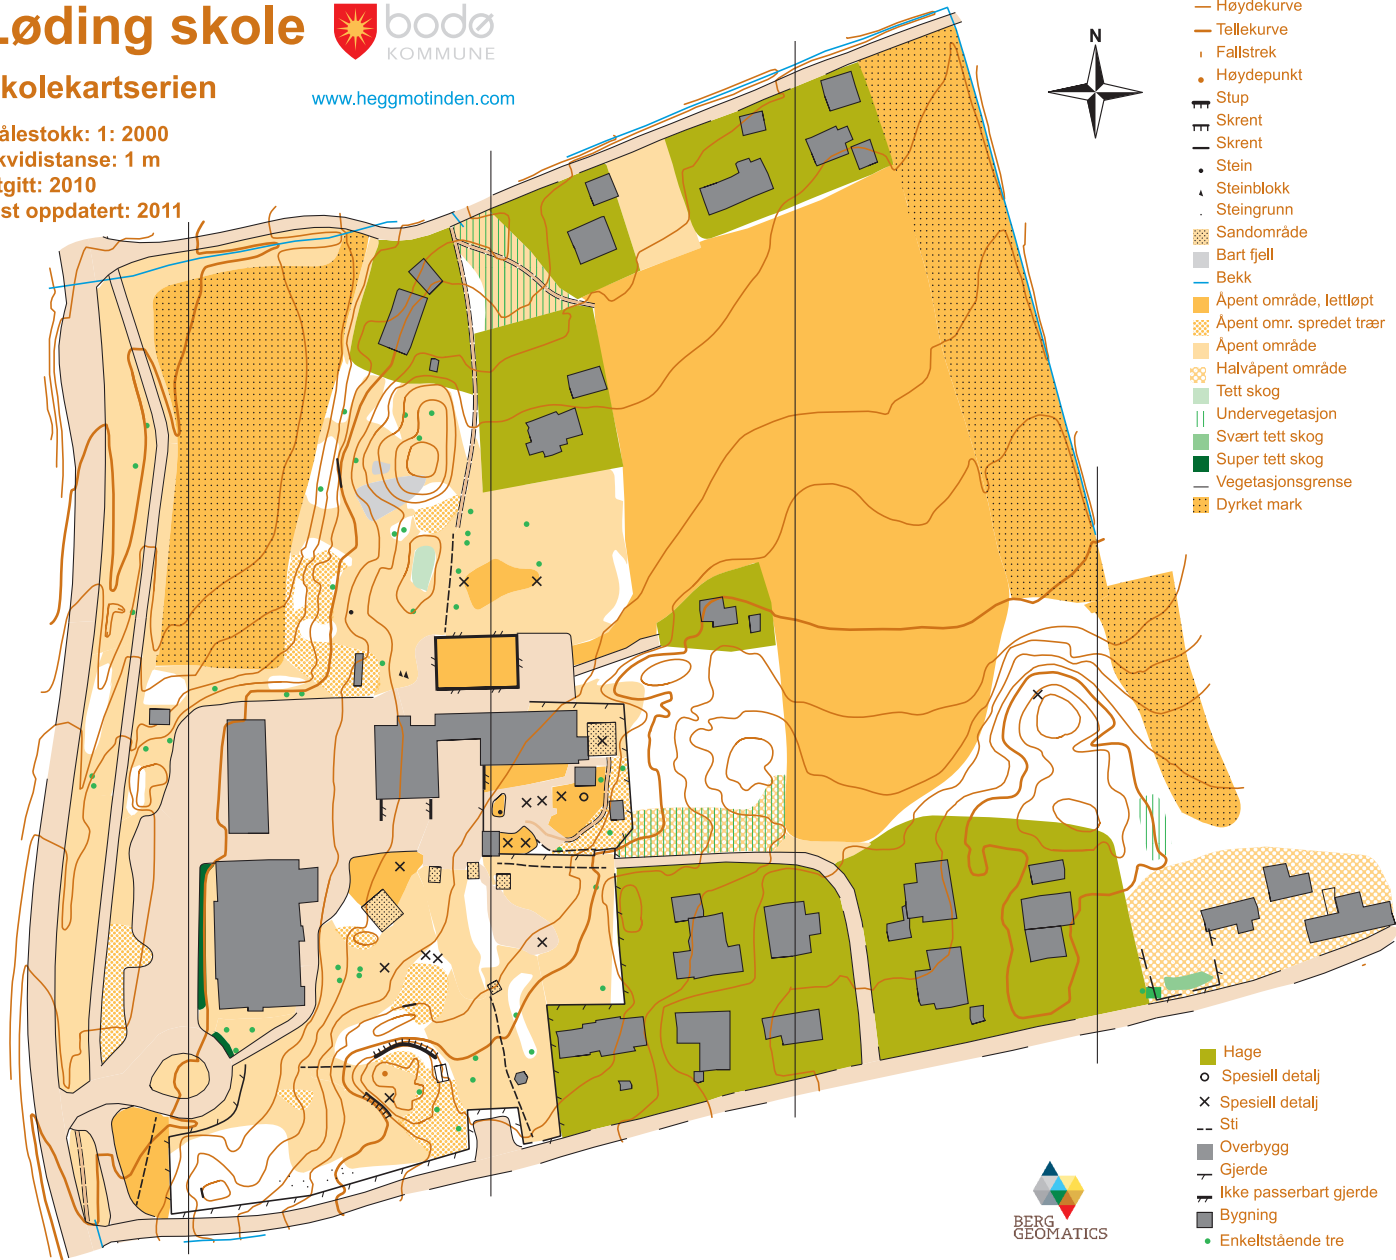 Løding skole
bodø
KOMMUNE
kolekartserien
www.heggmotinden.com
ålestokk: 1: 2000
kvidistanse: 1 m
tgitt: 2010
st oppdatert: 2011
N
Høydekurve
Tellekurve
Fallstrek
Høydepunkt
Stup
Skrent
Skrent
Stein
Steinblokk
Steingrunn
Sandområde
Bart fjell
Bekk
Åpent område, lettløpt
Åpent omr. spredet trær
Åpent område
Halvåpent område
Tett skog
Undervegetasjon
Svært tett skog
Super tett skog
Vegetasjonsgrense
Dyrket mark
Hage
Spesiell detalj
Spesiell detalj
Sti
Overbygg
Gjerde
Ikke passerbart gjerde
Bygning
Enkeltstående tre
BERG
GEOMATICS